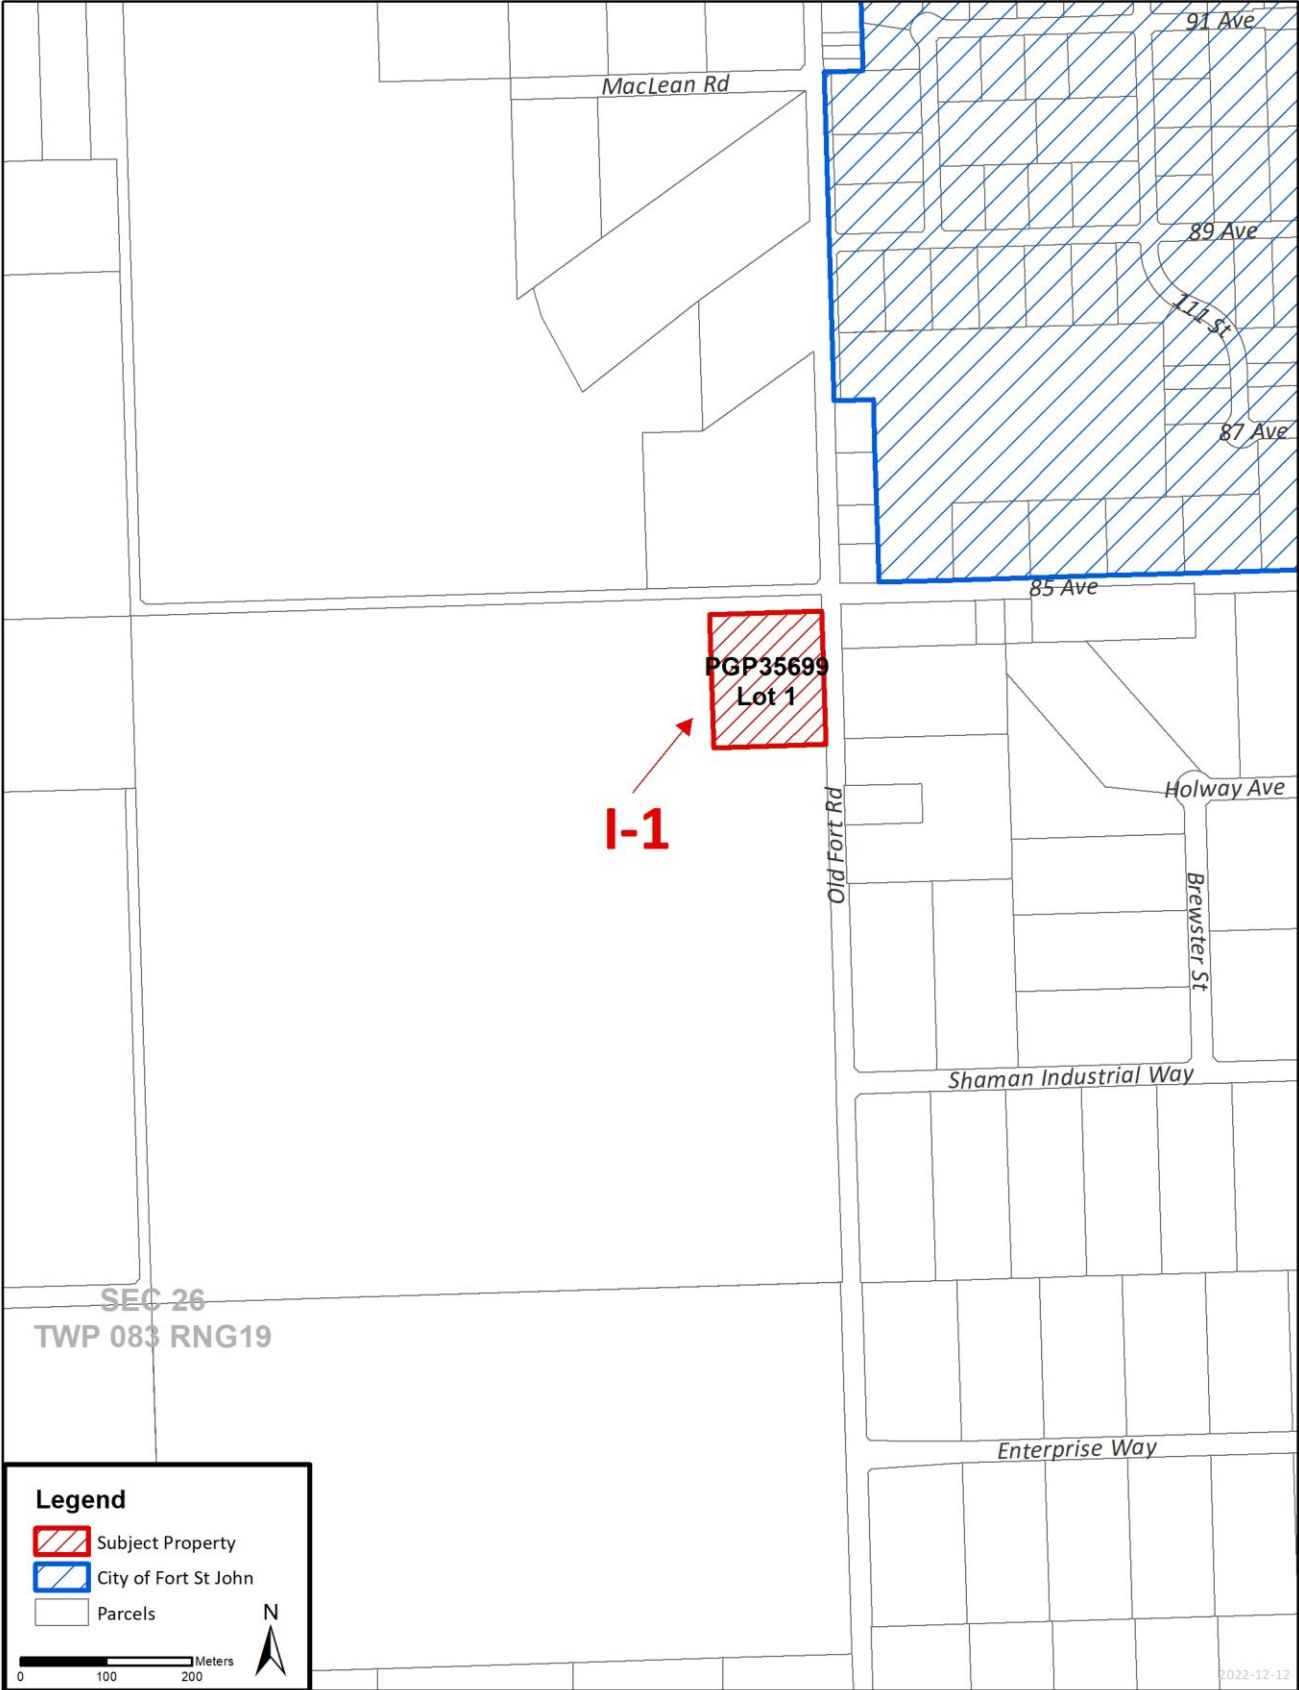 91 Ave
MacLean Rd
89 Ave
111 St
87 Ave
85 Ave
PGP35699
Lot 1
I-1
Holway Ave
Old Fort Rd
Brewster St
Shaman Industrial Way
SEC 26
TWP 083 RNG19
Enterprise Way
Legend
Subject Property
City of Fort St John
Parcels
N
Meters
0 100 200
2022-12-12